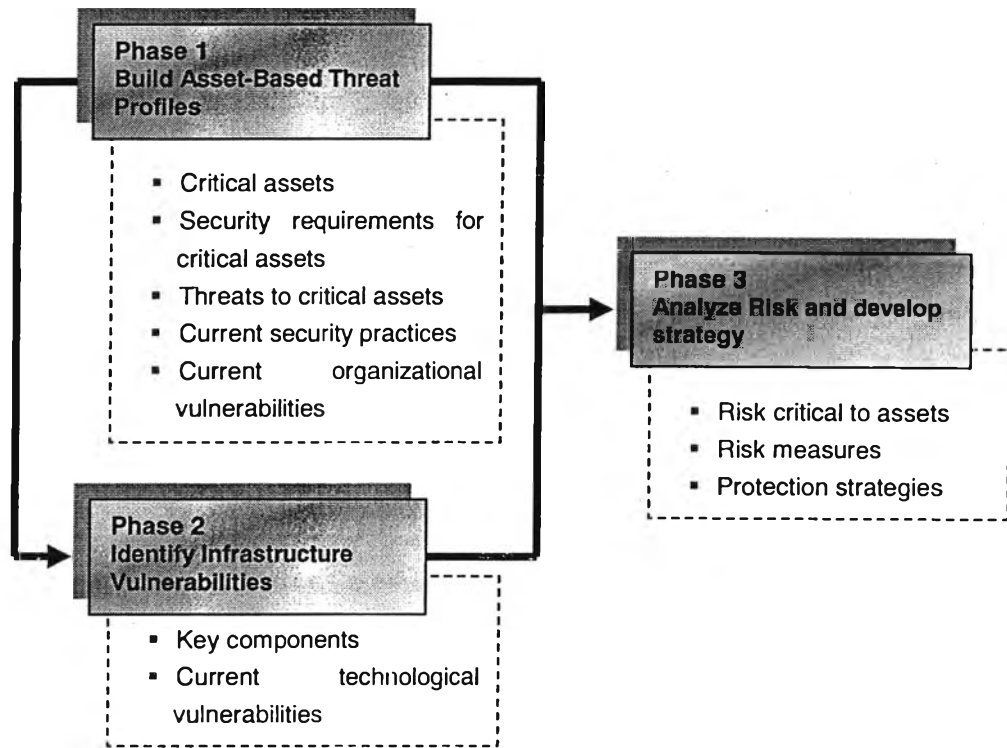 Phase 1
Build Asset-Based Threat
Profiles
▪ Critical assets
▪ Security requirements for
critical assets
▪ Threats to critical assets
▪ Current security practices
▪ Current organizational
vulnerabilities
Phase 2
Identify Infrastructure
Vulnerabilities
▪ Key components
▪ Current technological
vulnerabilities
Phase 3
Analyze Risk and develop
strategy
▪ Risk critical to assets
▪ Risk measures
▪ Protection strategies